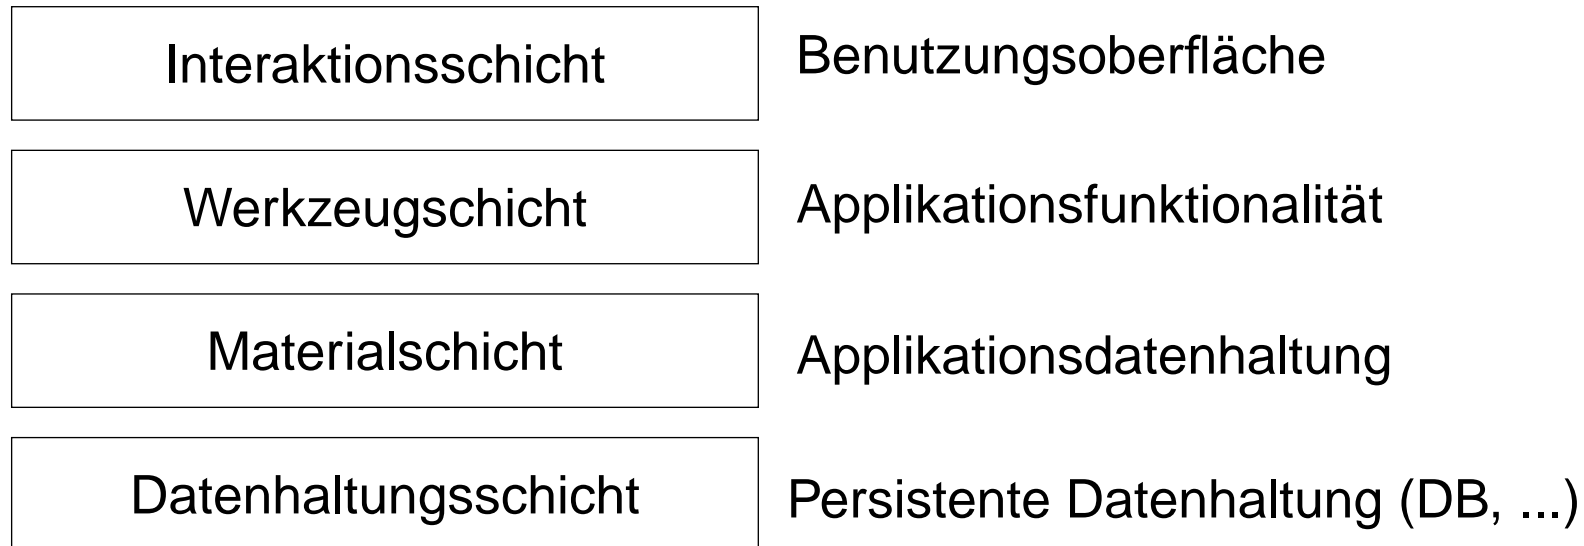 Interaktionsschicht
Benutzungsoberfläche
Werkzeugschicht
Applikationsfunktionalität
Materialschicht
Applikationsdatenhaltung
Datenhaltungsschicht
Persistente Datenhaltung (DB, ...)